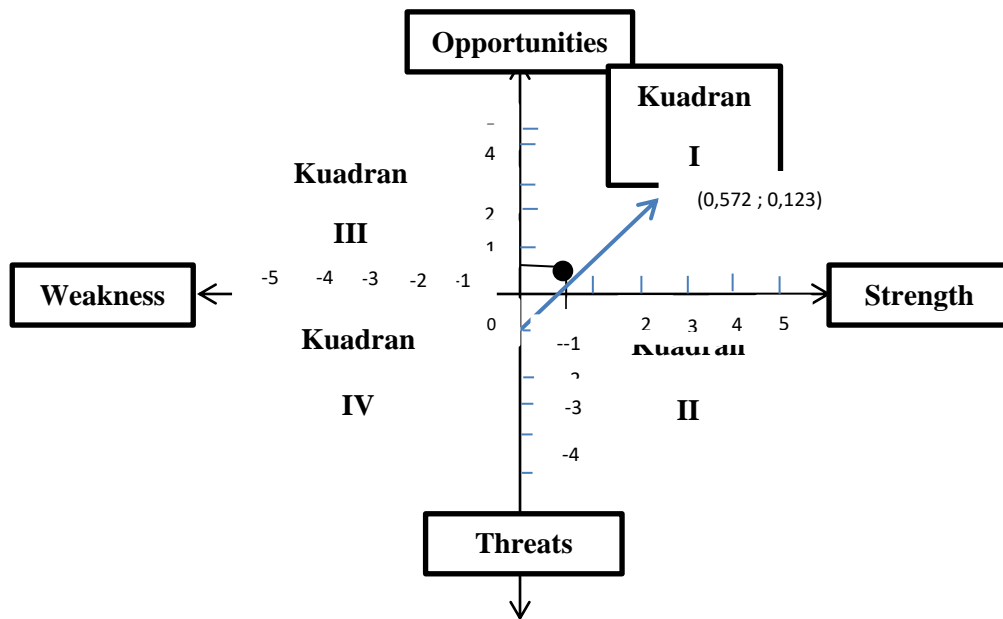 Opportunities
Kuadran
I
(0,572 ; 0,123)
4
Kuadran
III
2
1
-5 -4 -3 -2 -1
Weakness
Strength
0
2 3 4 5
Kuadran
--1
Kuadran
IV
II
-3
-4
Threats